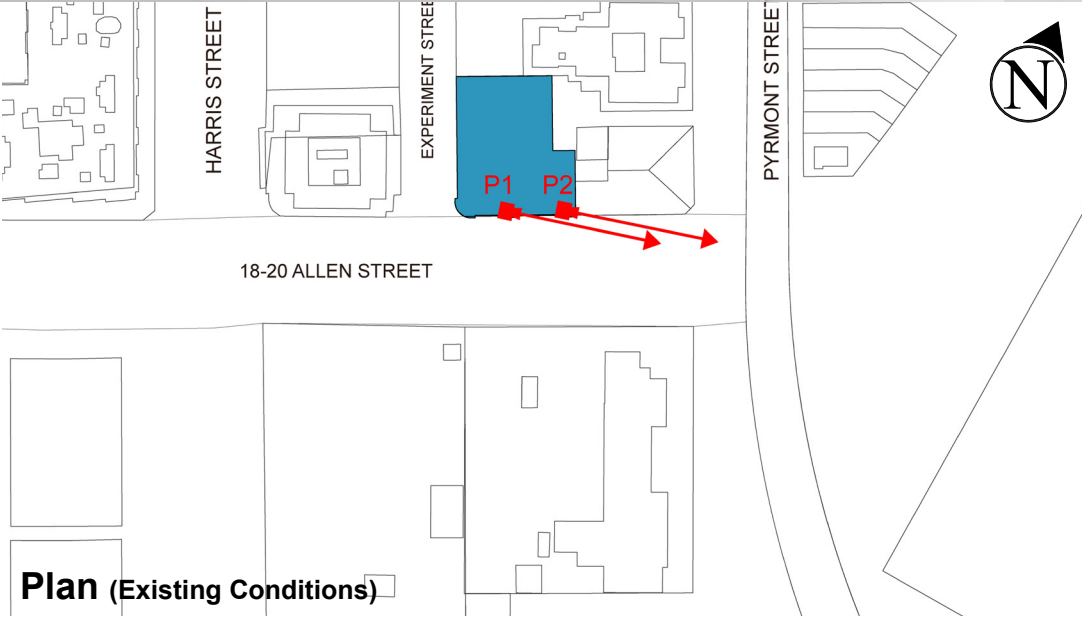 HARRIS STREET
EXPERIMENT STREE
PYRMONT STREET
N
P1 P2
18-20 ALLEN STREET
Plan (Existing Conditions)